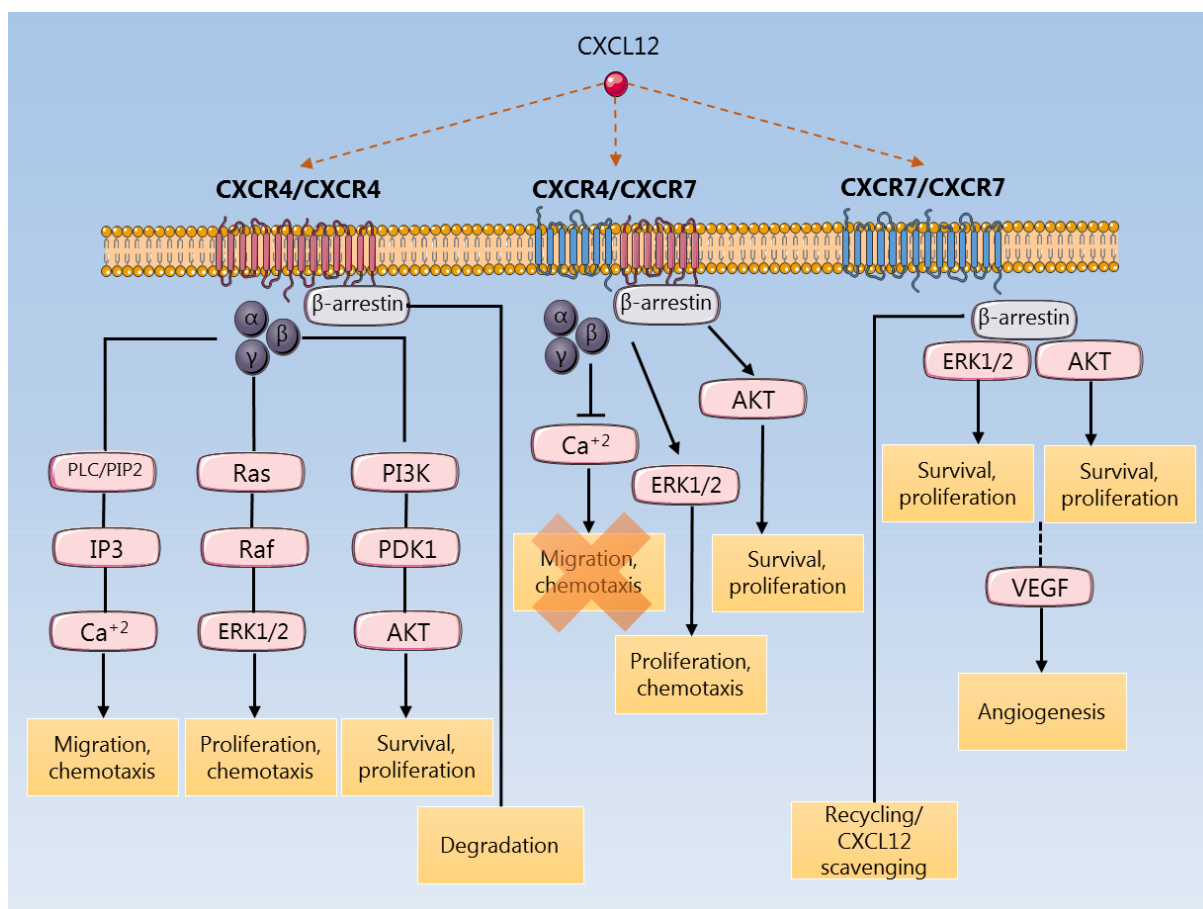 CXCL12
CXCR4/CXCR4
CXCR4/CXCR7
CXCR7/CXCR7
β-arrestin
α
β
γ
PLC/PIP2
IP3
Ca+2
Migration,
chemotaxis
Ras
Raf
ERK1/2
Proliferation,
chemotaxis
PI3K
PDK1
AKT
Survival,
proliferation
Degradation
β-arrestin
α
β
γ
Ca+2
Migration,
chemotaxis
ERK1/2
Proliferation,
chemotaxis
AKT
Survival,
proliferation
β-arrestin
ERK1/2
AKT
Survival,
proliferation
Survival,
proliferation
VEGF
Angiogenesis
Recycling/
CXCL12
scavenging